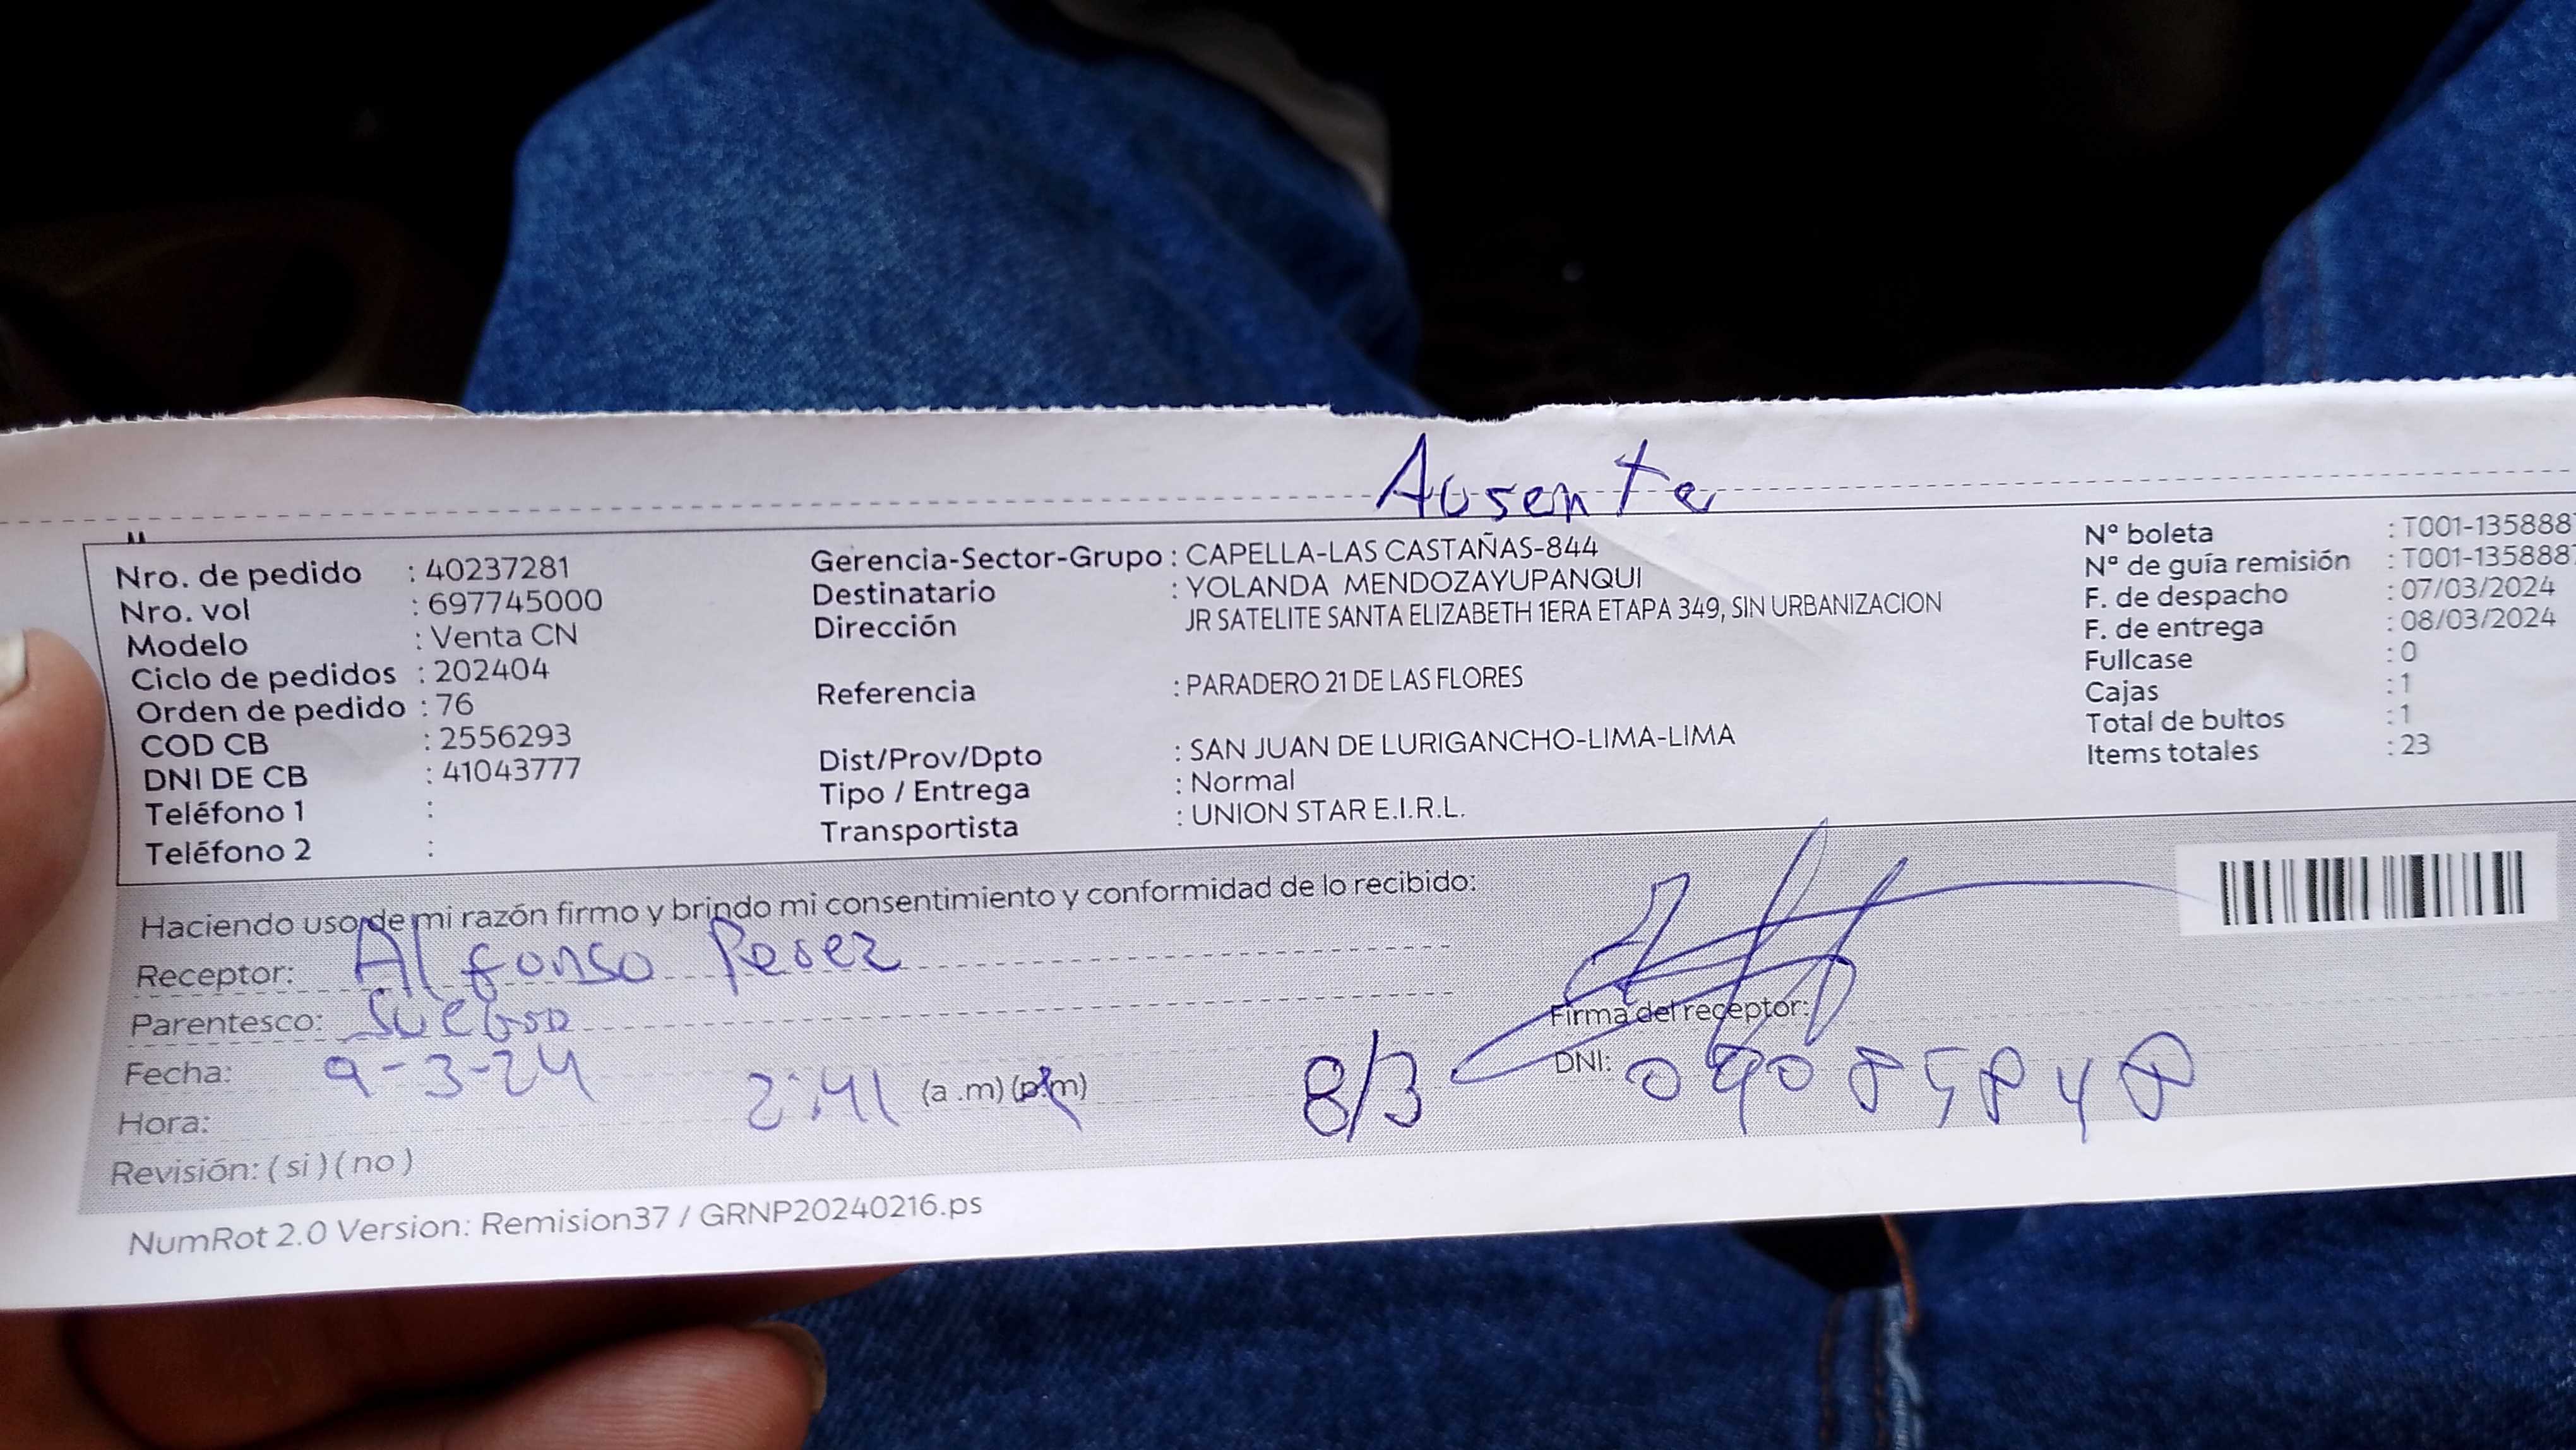 Ausente
Nro. de pedido : 40237281
Nro. vol : 697745000
Modelo : Venta CN
Ciclo de pedidos : 202404
Orden de pedido : 76
COD CB : 2556293
DNI DE CB : 41043777
Teléfono 1 :
Teléfono 2 :
Gerencia-Sector-Grupo : CAPELLA-LAS CASTAÑAS-844
Destinatario : YOLANDA MENDOZAYUPANQUI
Dirección JR SATELITE SANTA ELIZABETH 1ERA ETAPA 349, SIN URBANIZACION
Referencia : PARADERO 21 DE LAS FLORES
Dist/Prov/Dpto : SAN JUAN DE LURIGANCHO-LIMA-LIMA
Tipo / Entrega : Normal
Transportista : UNION STAR E.I.R.L.
Nº boleta : T001-135888
Nº de guía remisión : T001-135888
F. de despacho : 07/03/2024
F. de entrega : 08/03/2024
Fullcase : 0
Cajas : 1
Total de bultos : 1
Items totales : 23
Haciendo uso de mi razón firmo y brindo mi consentimiento y conformidad de lo recibido:
Receptor: Alfonso Perez
Parentesco: Suegro
Fecha: 9-3-24
Hora: 2:41 (a.m) (p.m)
8/3
Revisión: ( si ) ( no )
Firma del receptor:
DNI:
NumRot 2.0 Version: Remision37 / GRNP20240216.ps